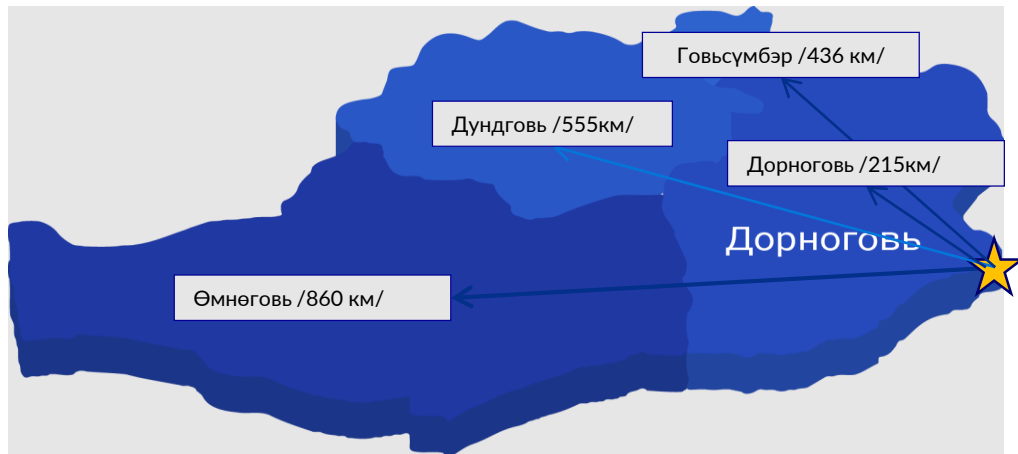 Говьсүмбэр /436 км/
Дундговь /555км/
Дорноговь /215км/
Дорноговь
Өмнөговь /860 км/